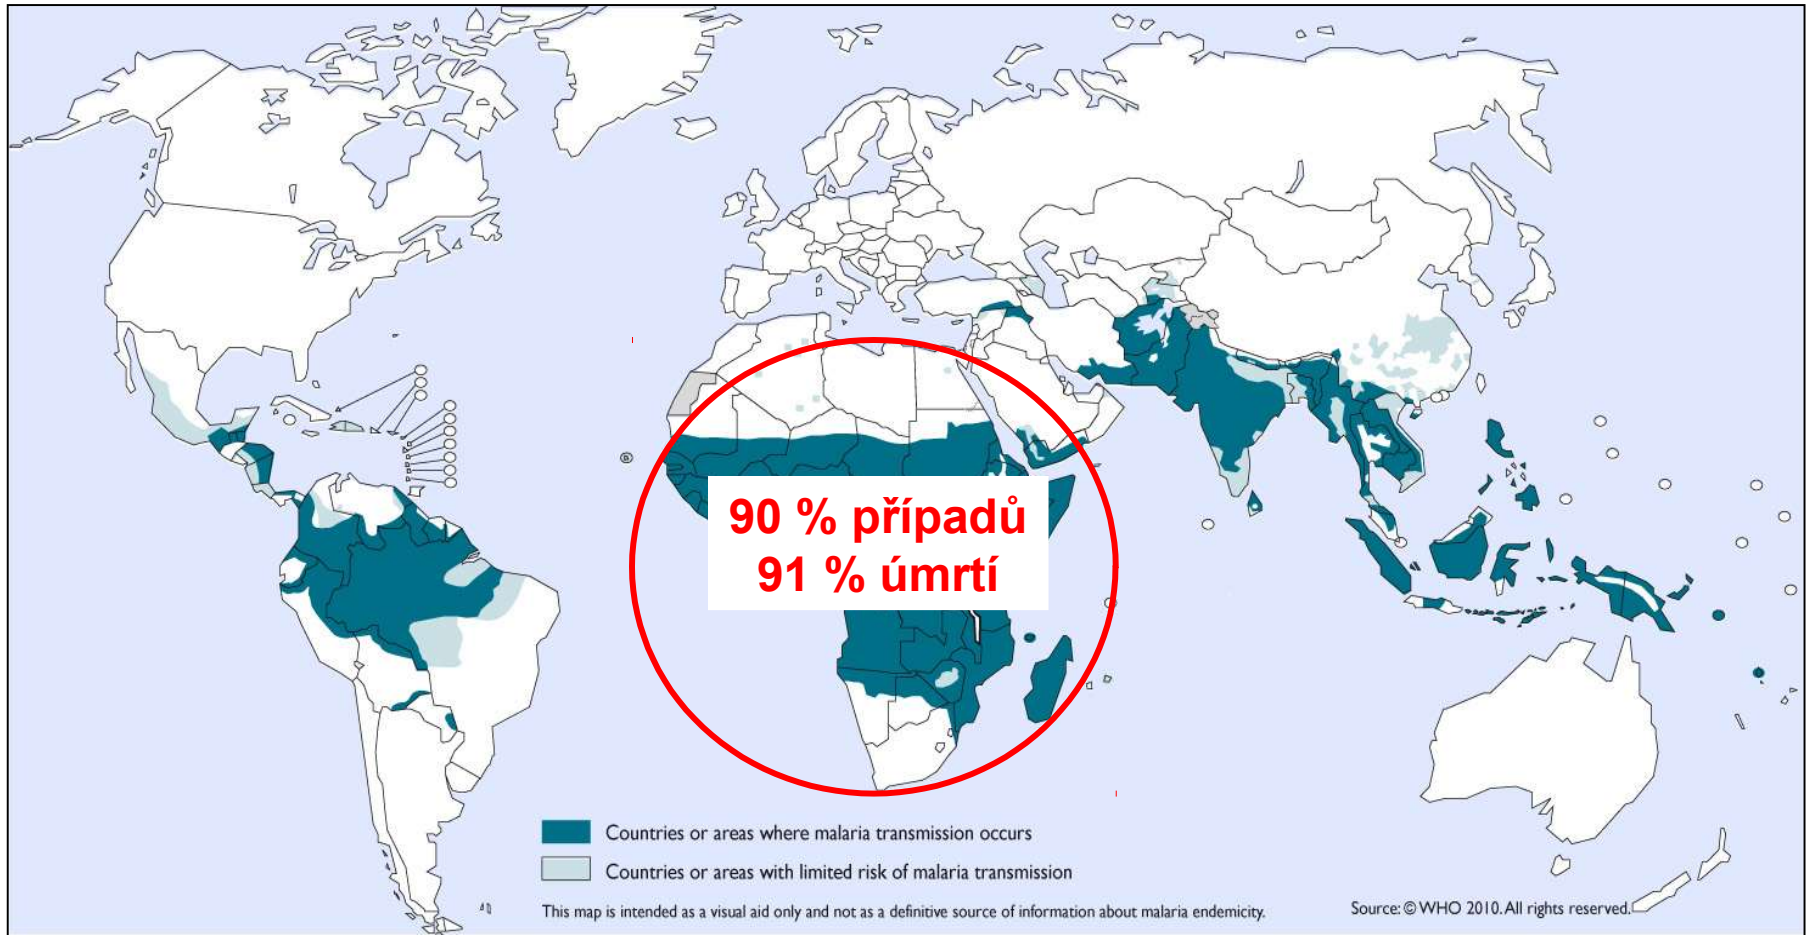 90 % případů
91 % úmrtí
Countries or areas where malaria transmission occurs
Countries or areas with limited risk of malaria transmission
This map is intended as a visual aid only and not as a definitive source of information about malaria endemicity.
Source: © WHO 2010. All rights reserved.